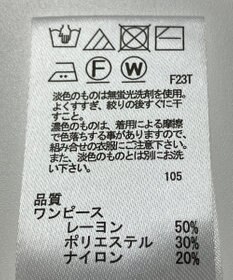 F
W
F23T
淡色のものは無蛍光洗剤を使用。
よくすすぎ、絞りの後すぐに干
すこと。
濃色のものは、着用による摩擦
で色落ちする事がありますので、
組み合せの衣服にご注意下さい。
また、淡色のものとは別にお洗
い下さい。
105
品質
ワンピース
レーヨン 50%
ポリエステル 30%
ナイロン 20%